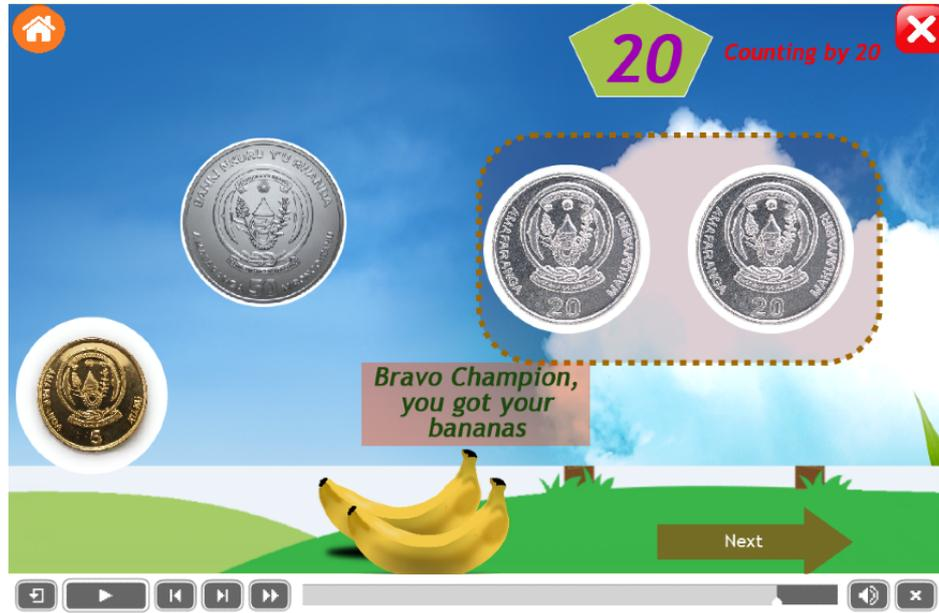 20
Counting by 20
BANKI NKURU Y'U RWANDA
50
AMAFARANGA MAKUMYABIRI
20
AMAFARANGA MAKUMYABIRI
20
5
Bravo Champion,
you got your
bananas
Next